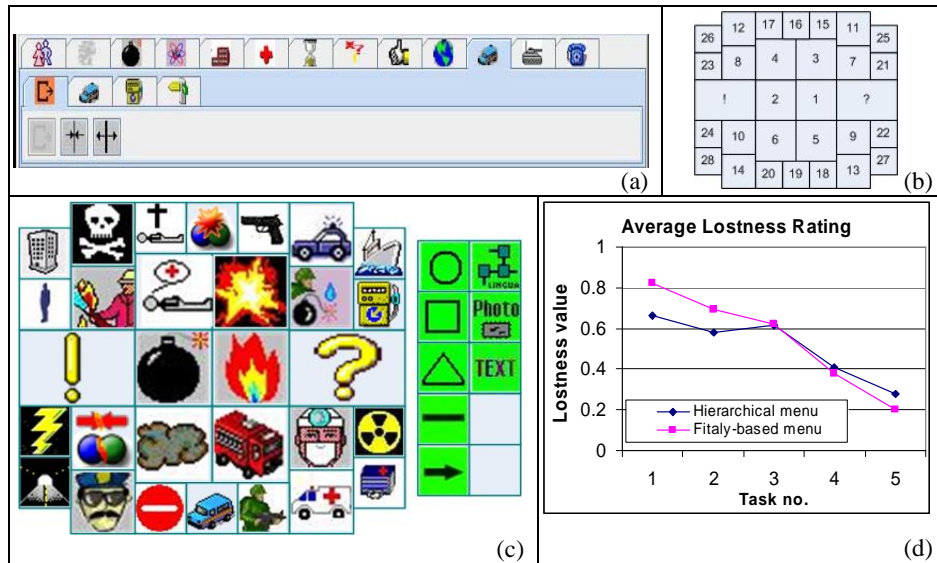 (a)
12 17 16 15 11
26 25
8 4 3 7
23 21
! 2 1 ?
24 10 6 5 9 22
28 14 20 19 18 13 27
(b)
LINGUA
Photo
TEXT
(c)
Average Lostness Rating
1
0.8
0.6
0.4
0.2
0
Lostness value
Hierarchical menu
Fitaly-based menu
1 2 3 4 5
Task no.
(d)